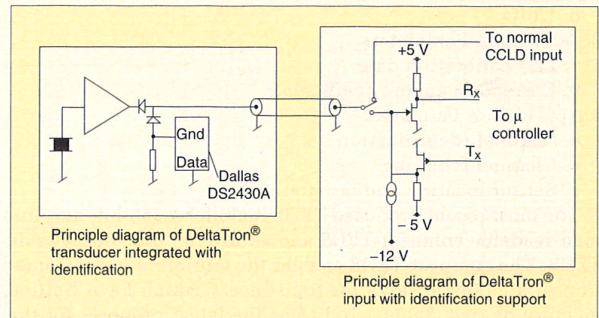 Gnd
Data
Dallas
DS2430A
Principle diagram of DeltaTron®
transducer integrated with
identification
To normal
CCLD input
+5 V
Rx
To μ
controller
Tx
– 5 V
–12 V
Principle diagram of DeltaTron®
input with identification support